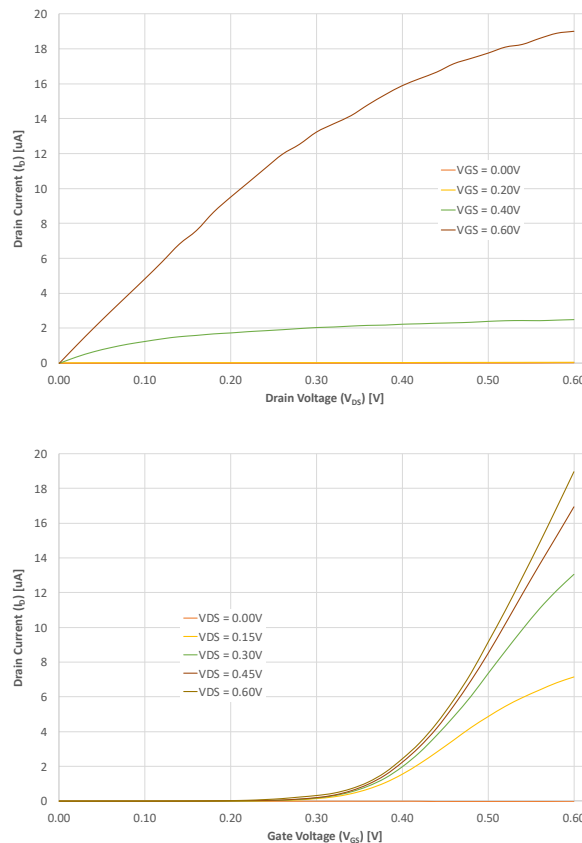 20
18
16
14
12
10
8
6
4
2
0
Drain Current (ID) [uA]
VGS = 0.00V
VGS = 0.20V
VGS = 0.40V
VGS = 0.60V
0.00 0.10 0.20 0.30 0.40 0.50 0.60
Drain Voltage (VDS) [V]
20
18
16
14
12
10
8
6
4
2
0
Drain Current (ID) [uA]
VDS = 0.00V
VDS = 0.15V
VDS = 0.30V
VDS = 0.45V
VDS = 0.60V
0.00 0.10 0.20 0.30 0.40 0.50 0.60
Gate Voltage (VGS) [V]